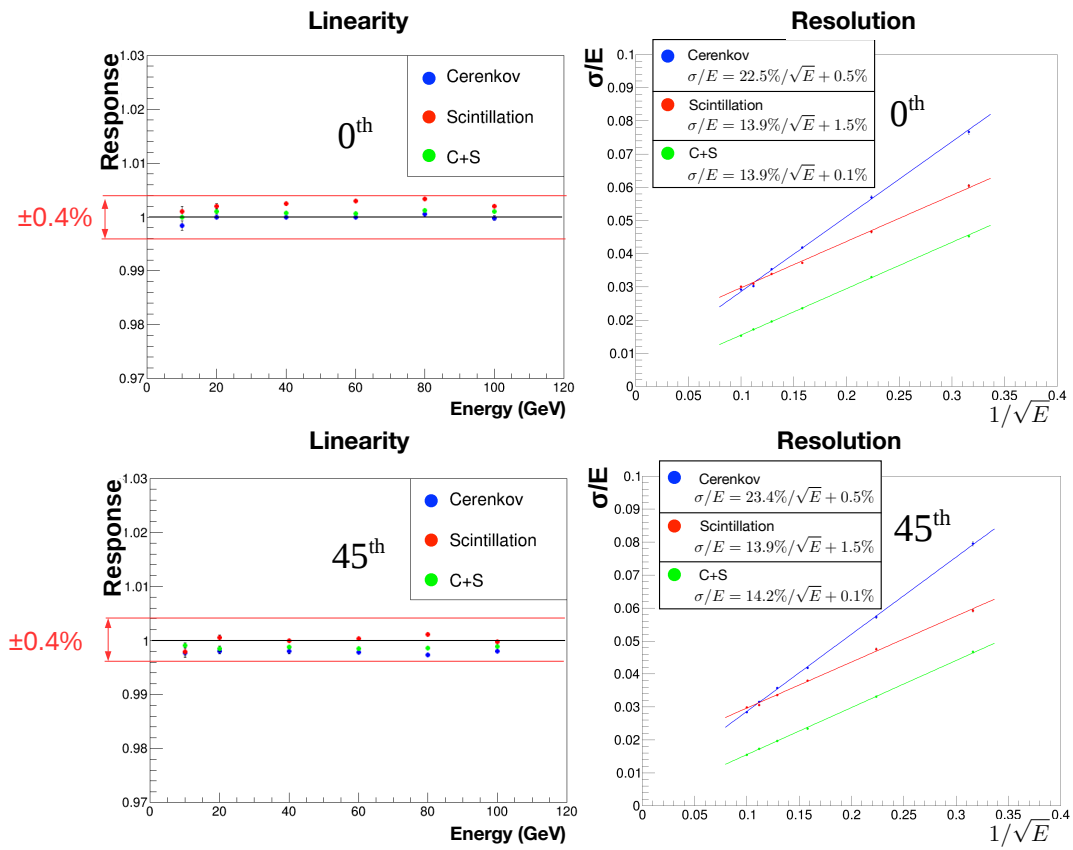 Linearity
Response
1.03
1.02
1.01
1
0.99
0.98
0.97
0 20 40 60 80 100 120
Energy (GeV)
Cerenkov
Scintillation
C+S
0th
±0.4%
Resolution
σ/E
0.1
0.09
0.08
0.07
0.06
0.05
0.04
0.03
0.02
0.01
0
0 0.05 0.1 0.15 0.2 0.25 0.3 0.35 0.4
1/√E
Cerenkov
σ/E = 22.5%/√E + 0.5%
Scintillation
σ/E = 13.9%/√E + 1.5%
C+S
σ/E = 13.9%/√E + 0.1%
0th
Linearity
Response
1.03
1.02
1.01
1
0.99
0.98
0.97
0 20 40 60 80 100 120
Energy (GeV)
Cerenkov
Scintillation
C+S
45th
±0.4%
Resolution
σ/E
0.1
0.09
0.08
0.07
0.06
0.05
0.04
0.03
0.02
0.01
0
0 0.05 0.1 0.15 0.2 0.25 0.3 0.35 0.4
1/√E
Cerenkov
σ/E = 23.4%/√E + 0.5%
Scintillation
σ/E = 13.9%/√E + 1.5%
C+S
σ/E = 14.2%/√E + 0.1%
45th